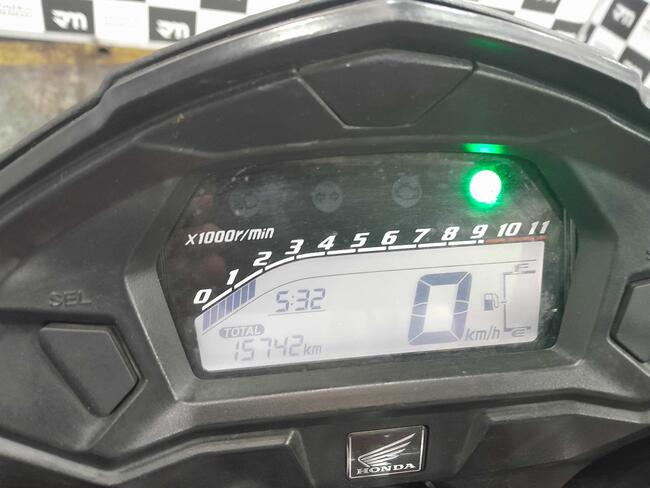 x1000r/min
0 1 2 3 4 5 6 7 8 9 10 11
SEL
5:32
0
km/h
F
E
TOTAL
15742 km
HONDA